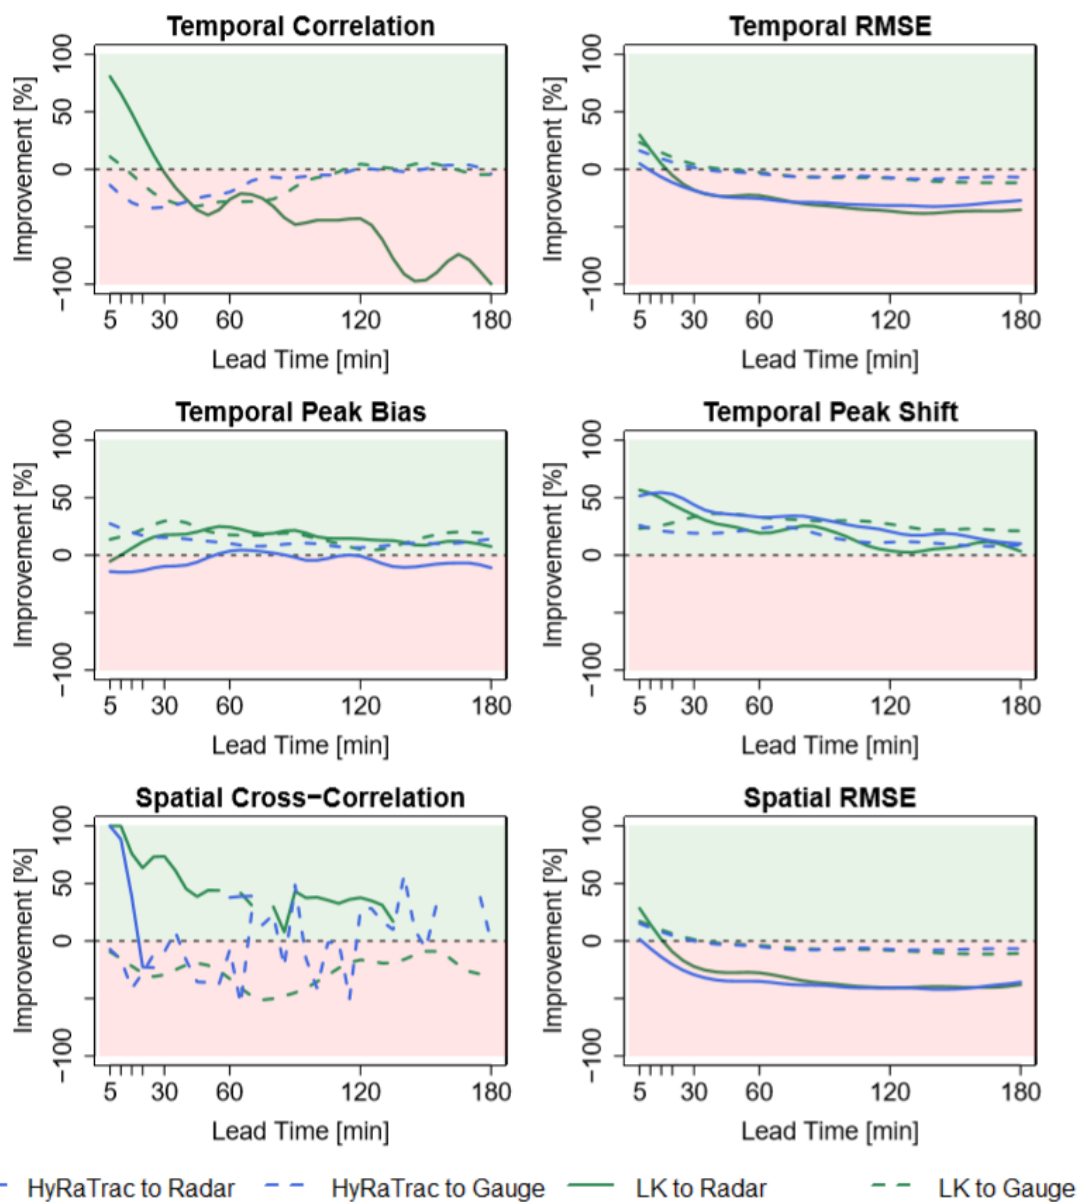 Temporal Correlation
Improvement [%]
100
50
0
−100
5 30 60 120 180
Lead Time [min]
Temporal RMSE
Improvement [%]
100
50
0
−100
5 30 60 120 180
Lead Time [min]
Temporal Peak Bias
Improvement [%]
100
50
0
−100
5 30 60 120 180
Lead Time [min]
Temporal Peak Shift
Improvement [%]
100
50
0
−100
5 30 60 120 180
Lead Time [min]
Spatial Cross−Correlation
Improvement [%]
100
50
0
−100
5 30 60 120 180
Lead Time [min]
Spatial RMSE
Improvement [%]
100
50
0
−100
5 30 60 120 180
Lead Time [min]
HyRaTrac to Radar HyRaTrac to Gauge LK to Radar LK to Gauge